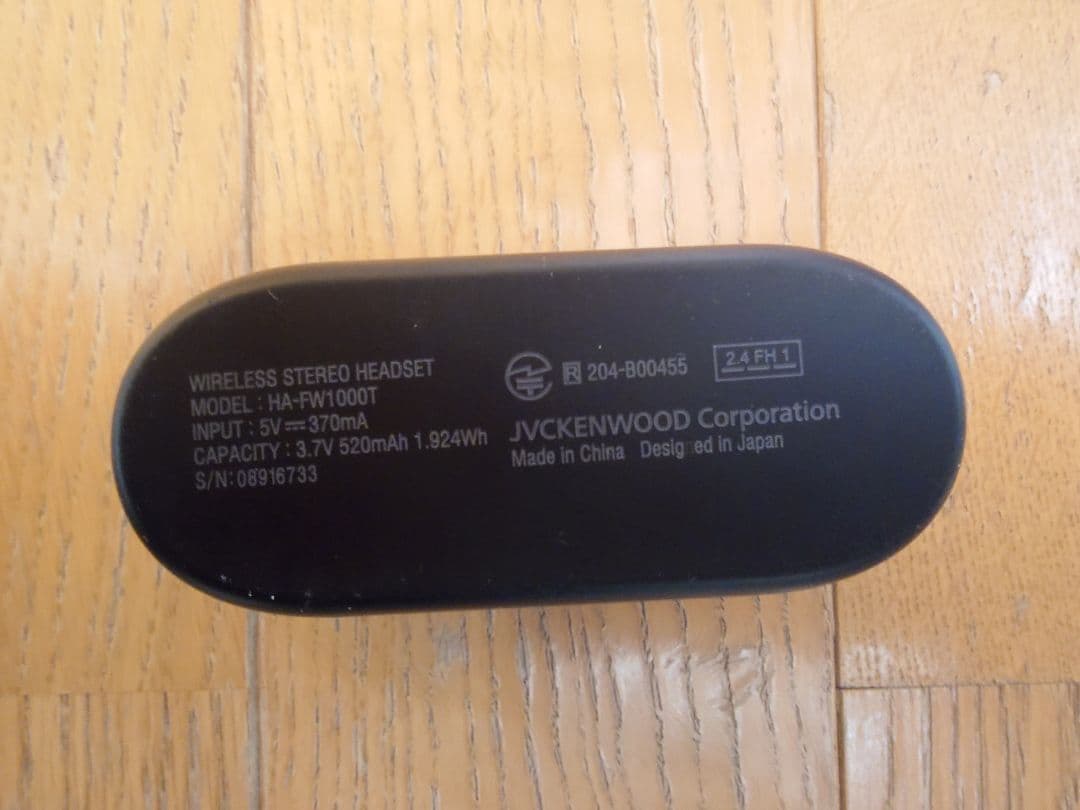 WIRELESS STEREO HEADSET
MODEL : HA-FW1000T
INPUT : 5V⎓370mA
CAPACITY : 3.7V 520mAh 1.924Wh
S/N: 08916733
R 204-B00455
2.4 FH 1
JVCKENWOOD Corporation
Made in China Designed in Japan